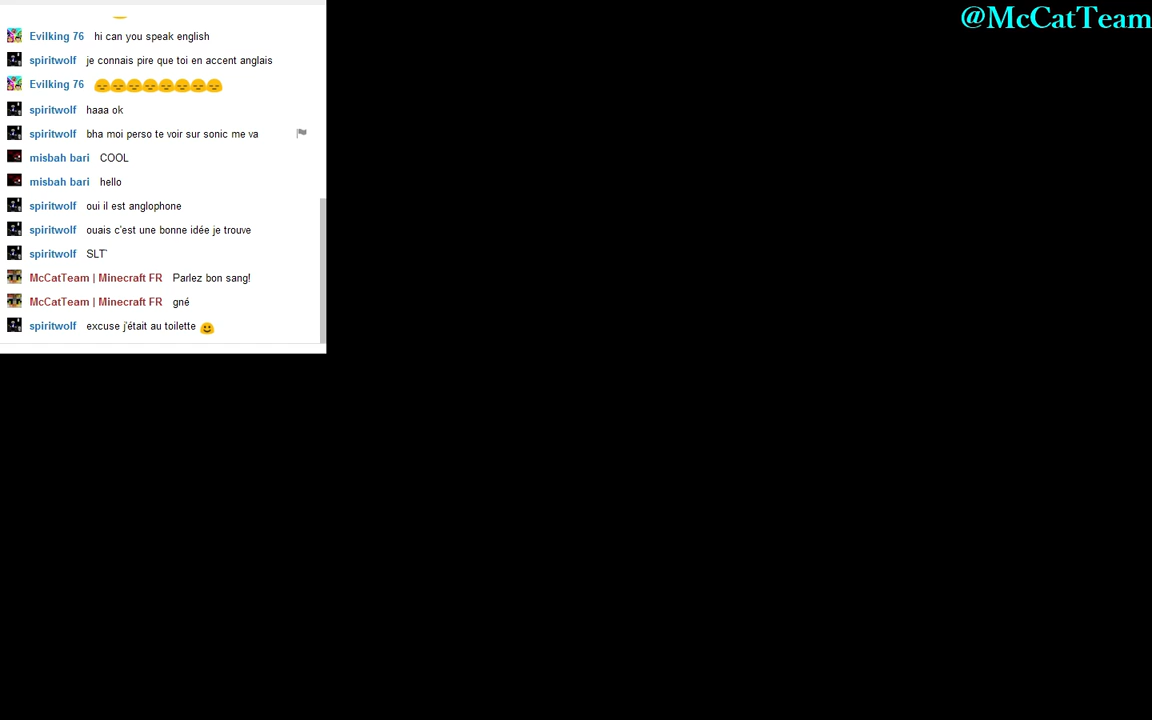 @McCatTeam
Evilking 76 hi can you speak english
spiritwolf je connais pire que toi en accent anglais
Evilking 76 😔😔😔😔😔😔😔😔
spiritwolf haaa ok
spiritwolf bha moi perso te voir sur sonic me va
misbah bari COOL
misbah bari hello
spiritwolf oui il est anglophone
spiritwolf ouais c'est une bonne idée je trouve
spiritwolf SLT`
McCatTeam | Minecraft FR Parlez bon sang!
McCatTeam | Minecraft FR gné
spiritwolf excuse j'était au toilette 😃